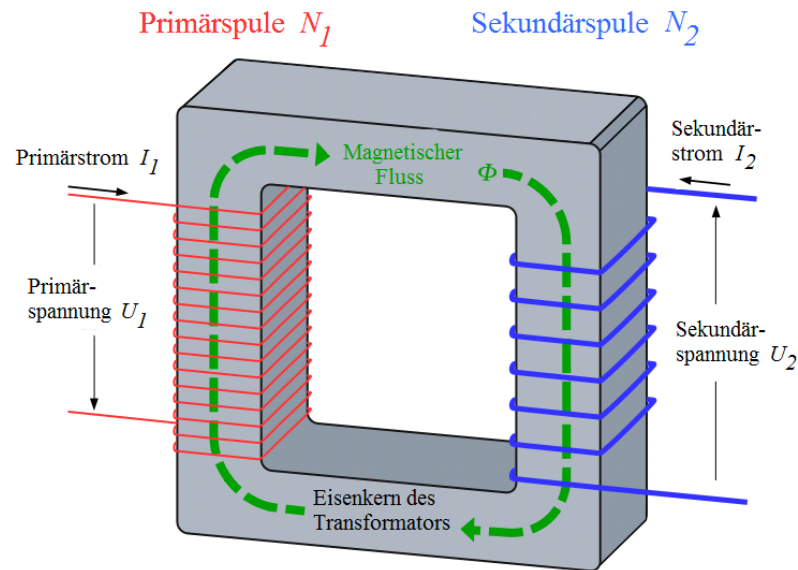 Primärspule N1
Sekundärspule N2
Primärstrom I1
Magnetischer
Fluss
Φ
Sekundär-
strom I2
Primär-
spannung U1
Sekundär-
spannung U2
Eisenkern des
Transformators